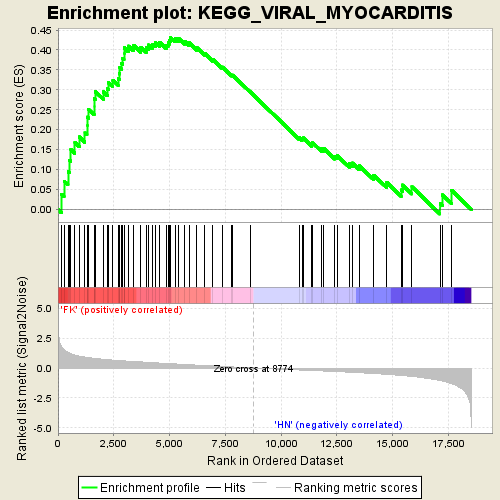 Enrichment plot: KEGG_VIRAL_MYOCARDITIS
Enrichment score (ES)
0.45
0.40
0.35
0.30
0.25
0.20
0.15
0.10
0.05
0.00
Ranked list metric (Signal2Noise)
5.0
2.5
0.0
-2.5
-5.0
'FK' (positively correlated)
Zero cross at 8774
'HN' (negatively correlated)
0 2,500 5,000 7,500 10,000 12,500 15,000 17,500
Rank in Ordered Dataset
Enrichment profile Hits Ranking metric scores